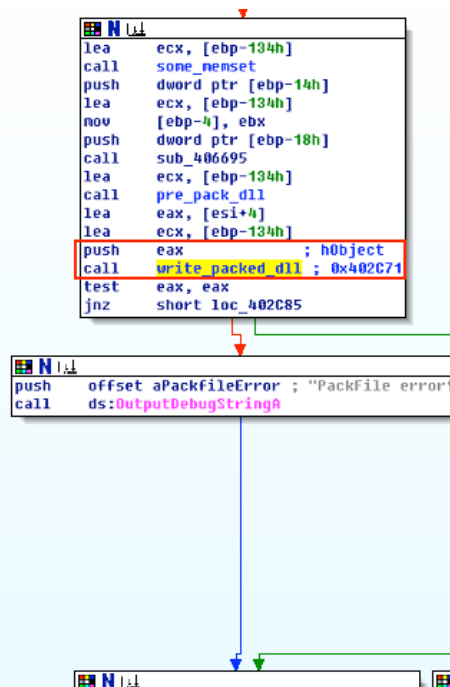 lea ecx, [ebp-134h]
call some_memset
push dword ptr [ebp-14h]
lea ecx, [ebp-134h]
mov [ebp-4], ebx
push dword ptr [ebp-18h]
call sub_406695
lea ecx, [ebp-134h]
call pre_pack_dll
lea eax, [esi+4]
lea ecx, [ebp-134h]
push eax ; hObject
call write_packed_dll ; 0x402C71
test eax, eax
jnz short loc_402C85
push offset aPackfileError ; "PackFile error
call ds:OutputDebugStringA